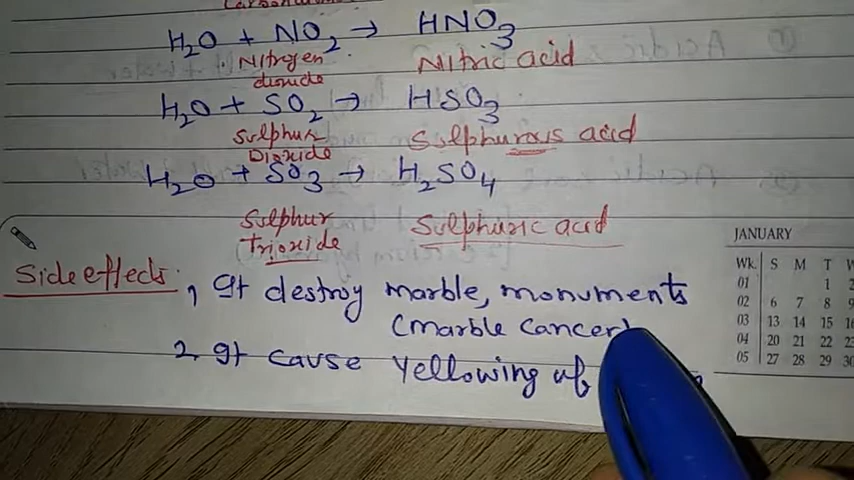 H₂O + NO₂ → HNO₃
Nitrogen Nitric acid
dioxide
H₂O + SO₂ → HSO₃
Sulphur Sulphurous acid
Dioxide
H₂O + SO₃ → H₂SO₄
Sulphur Sulphuric acid
Trioxide
Side effects 1, It destroy marble, monuments
(marble cancer)
2, It cause yellowing of
JANUARY
Wk S M T W
01 1 2
02 6 7 8 9
03 13 14 15 16
04 20 21 22 23
05 27 28 29 30